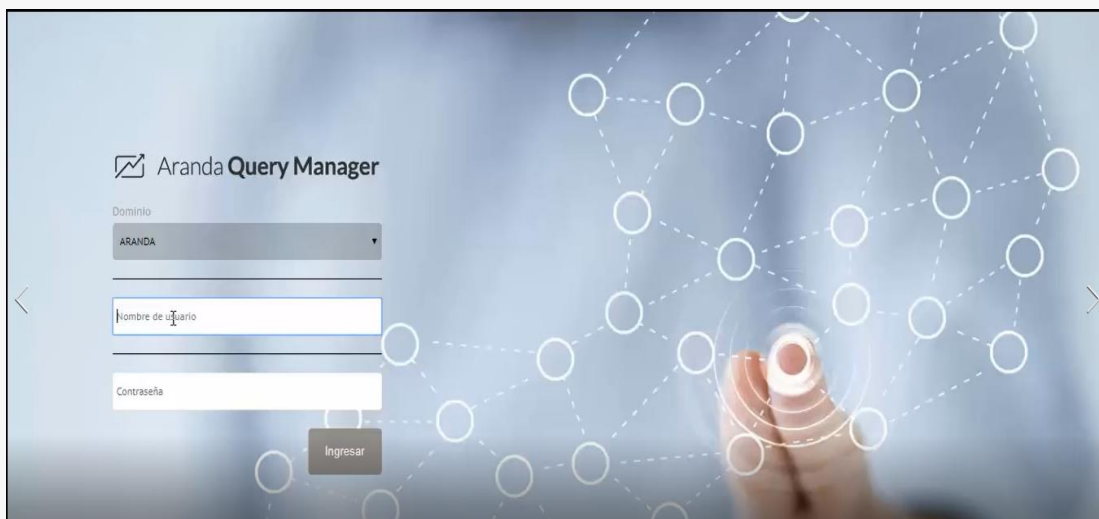 Aranda Query Manager
Dominio
ARANDA
Nombre de usuario
Contraseña
Ingresar